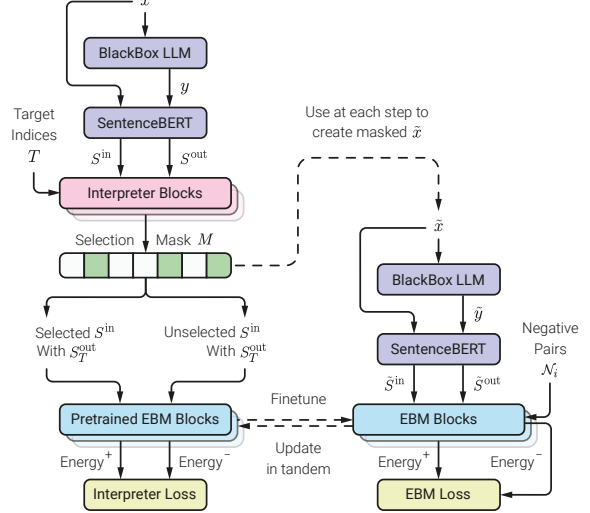 x
BlackBox LLM
y
SentenceBERT
Target
Indices
T
S^in
S^out
Interpreter Blocks
Selection Mask M
Selected S^in
With S_T^out
Unselected S^in
With S_T^out
Pretrained EBM Blocks
Energy^+
Energy^-
Interpreter Loss
Use at each step to
create masked x̃
x̃
BlackBox LLM
ỹ
SentenceBERT
Negative
Pairs
𝒩_i
S̃^in
S̃^out
Finetune
Update
in tandem
EBM Blocks
Energy^+
Energy^-
EBM Loss